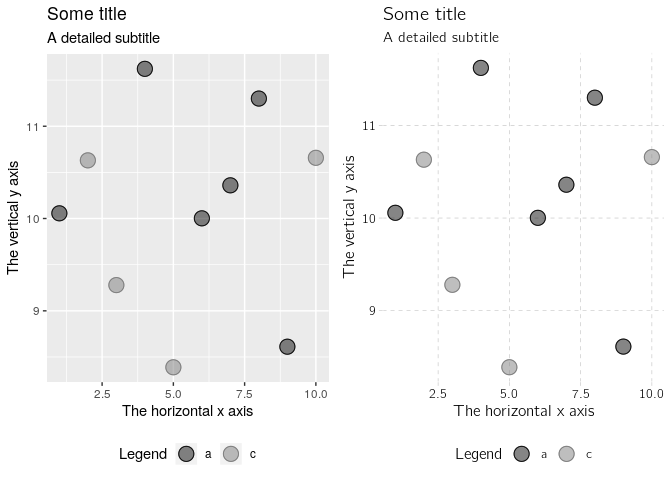 Some title
A detailed subtitle
The vertical y axis
11
10
9
2.5 5.0 7.5 10.0
The horizontal x axis
Legend a c
Some title
A detailed subtitle
The vertical y axis
11
10
9
2.5 5.0 7.5 10.0
The horizontal x axis
Legend a c